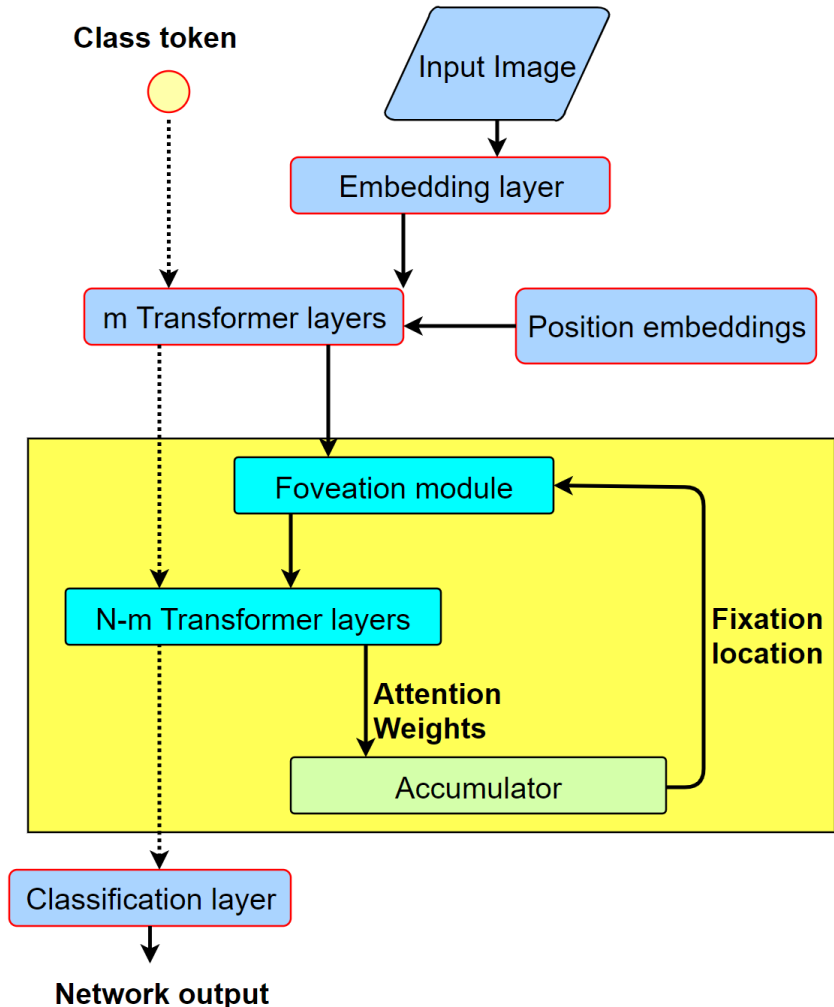 Class token
Input Image
Embedding layer
m Transformer layers
Position embeddings
Foveation module
N-m Transformer layers
Fixation
location
Attention
Weights
Accumulator
Classification layer
Network output